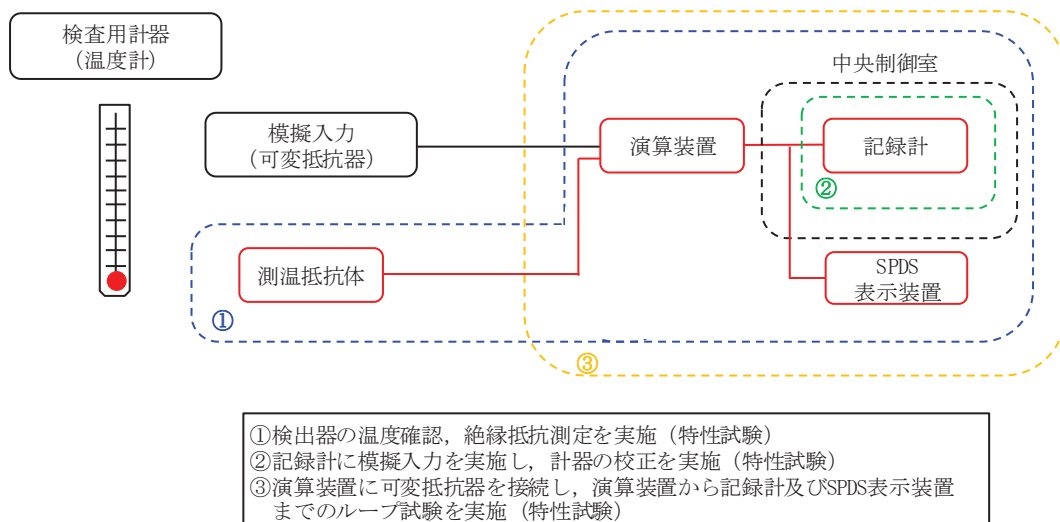 検査用計器
（温度計）
中央制御室
模擬入力
（可変抵抗器）
演算装置
記録計
②
測温抵抗体
SPDS
表示装置
①
③
①検出器の温度確認，絶縁抵抗測定を実施（特性試験）
②記録計に模擬入力を実施し，計器の校正を実施（特性試験）
③演算装置に可変抵抗器を接続し，演算装置から記録計及びSPDS表示装置
までのループ試験を実施（特性試験）